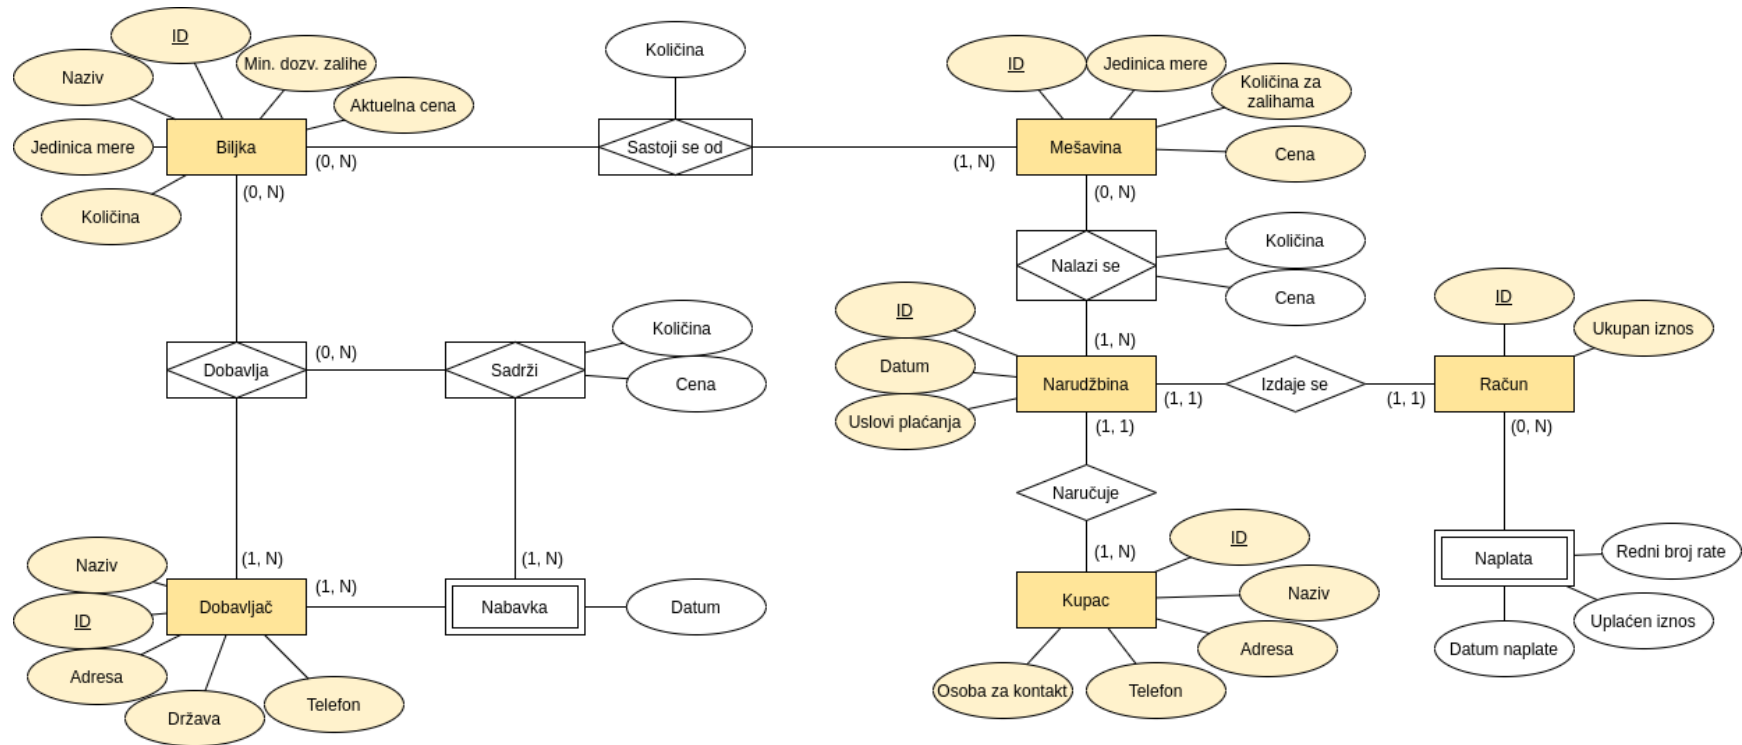 ID
Naziv
Min. dozv. zalihe
Aktuelna cena
Jedinica mere
Biljka
Količina
(0, N)
(0, N)
Količina
Sastoji se od
ID
Jedinica mere
Količina za
zalihama
Mešavina
Cena
(1, N)
(0, N)
Nalazi se
Količina
Cena
(1, N)
Dobavlja
(0, N)
Sadrži
Količina
Cena
ID
Datum
Uslovi plaćanja
Narudžbina
(1, 1)
(1, 1)
Izdaje se
(1, 1)
ID
Ukupan iznos
Račun
(0, N)
Naručuje
(1, N)
(1, N)
(1, N)
(1, N)
Naziv
ID
Adresa
Država
Telefon
Dobavljač
Nabavka
Datum
Kupac
ID
Naziv
Adresa
Telefon
Osoba za kontakt
Naplata
Redni broj rate
Uplaćen iznos
Datum naplate